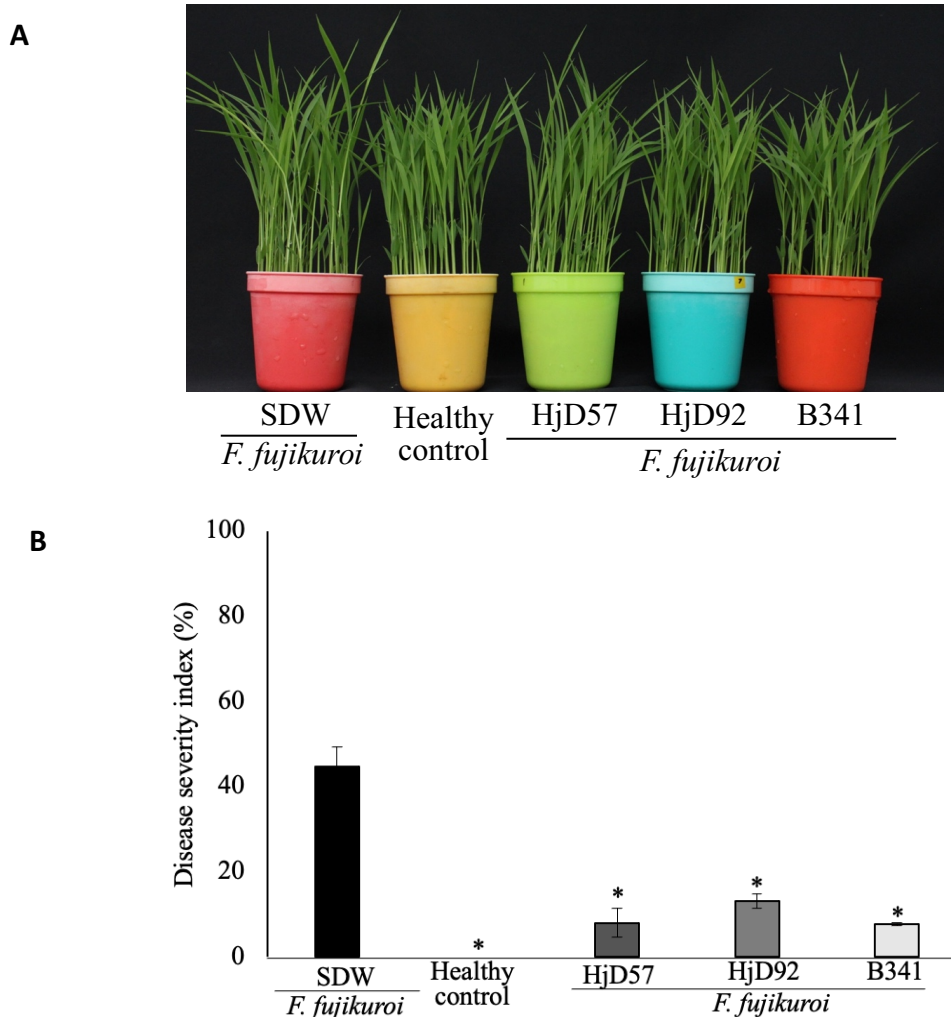 A
7
SDW
Healthy
control
HjD57
HjD92
B341
F. fujikuroi
F. fujikuroi
B
Disease severity index (%)
100
80
60
40
20
0
*
*
*
*
SDW
Healthy
control
HjD57
HjD92
B341
F. fujikuroi
F. fujikuroi